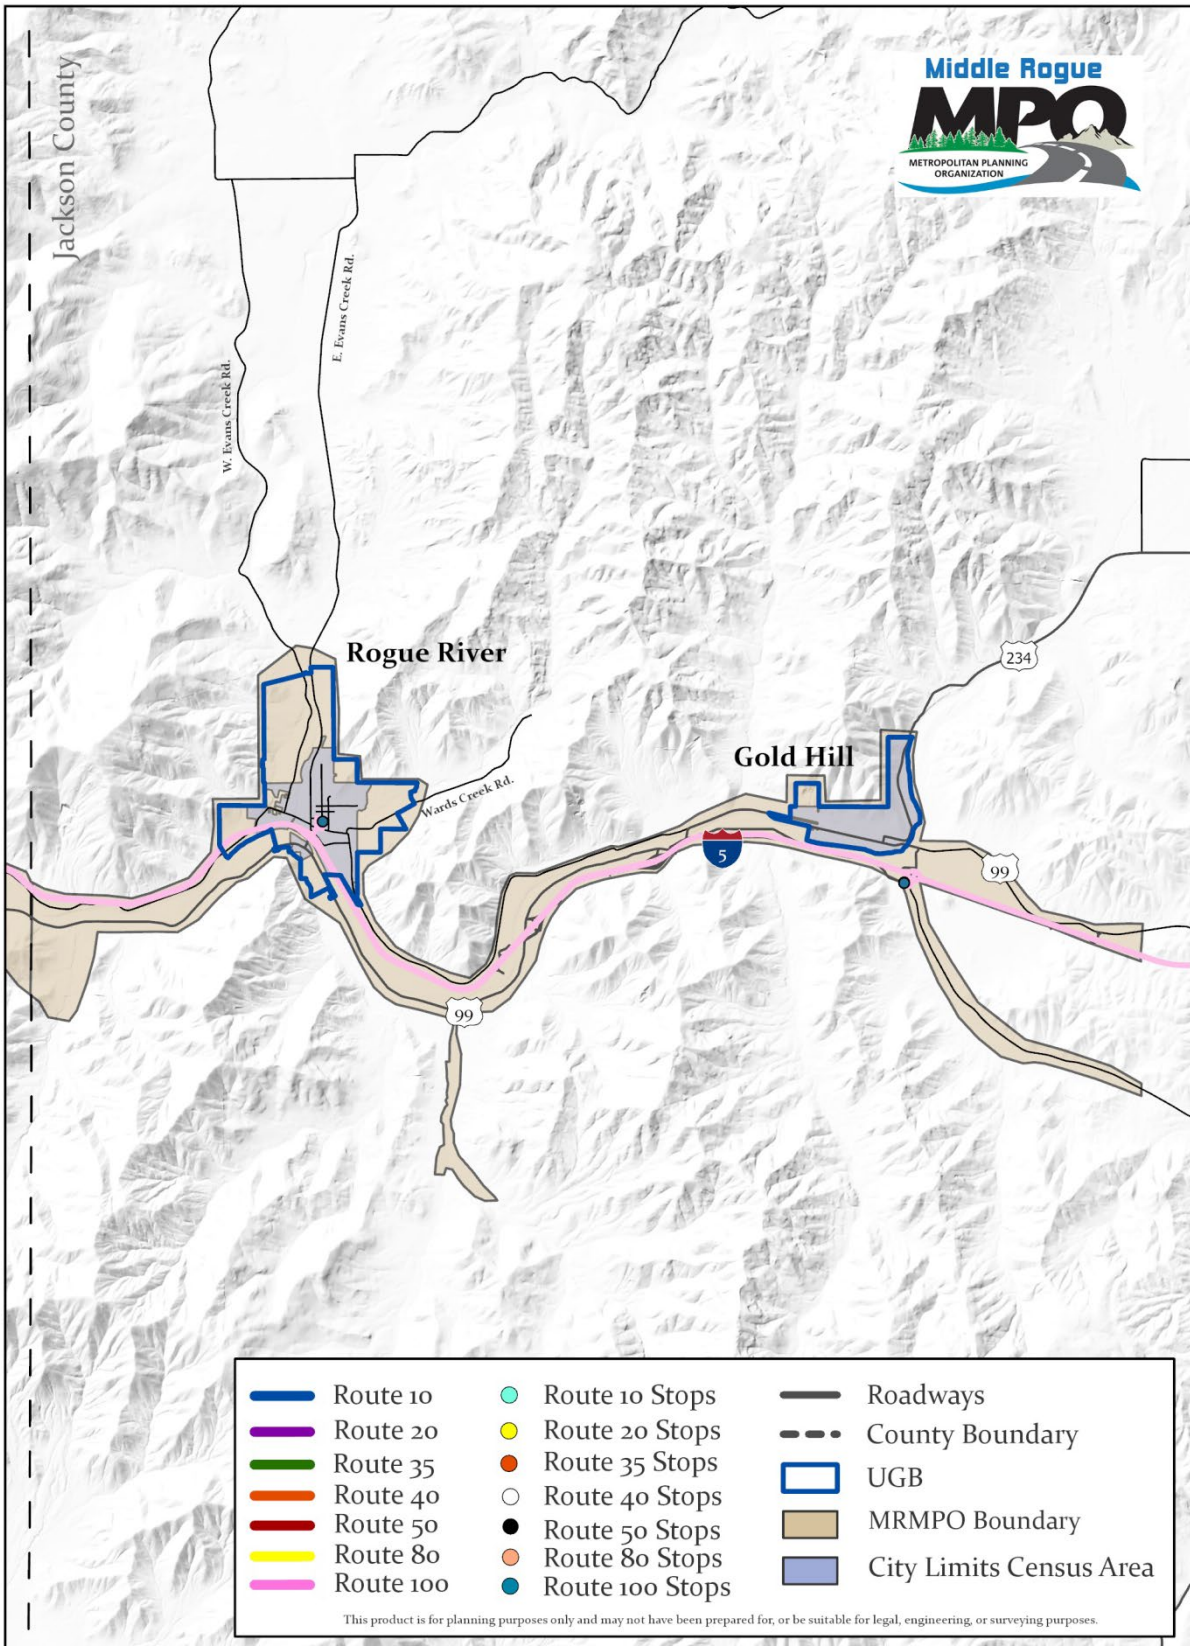 Jackson County
Middle Rogue
MPO
METROPOLITAN PLANNING
ORGANIZATION
W. Evans Creek Rd.
E. Evans Creek Rd.
Rogue River
234
Gold Hill
Wards Creek Rd.
5
99
99
Route 10
Route 20
Route 35
Route 40
Route 50
Route 80
Route 100
Route 10 Stops
Route 20 Stops
Route 35 Stops
Route 40 Stops
Route 50 Stops
Route 80 Stops
Route 100 Stops
Roadways
County Boundary
UGB
MRMPO Boundary
City Limits Census Area
This product is for planning purposes only and may not have been prepared for, or be suitable for legal, engineering, or surveying purposes.